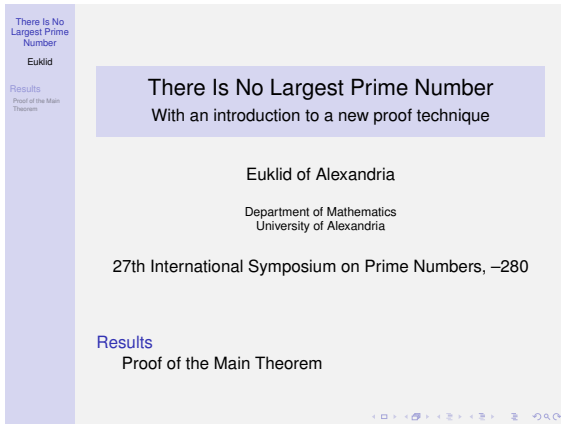 There Is No
Largest Prime
Number
Euklid
Results
Proof of the Main
Theorem
There Is No Largest Prime Number
With an introduction to a new proof technique
Euklid of Alexandria
Department of Mathematics
University of Alexandria
27th International Symposium on Prime Numbers, –280
Results
Proof of the Main Theorem